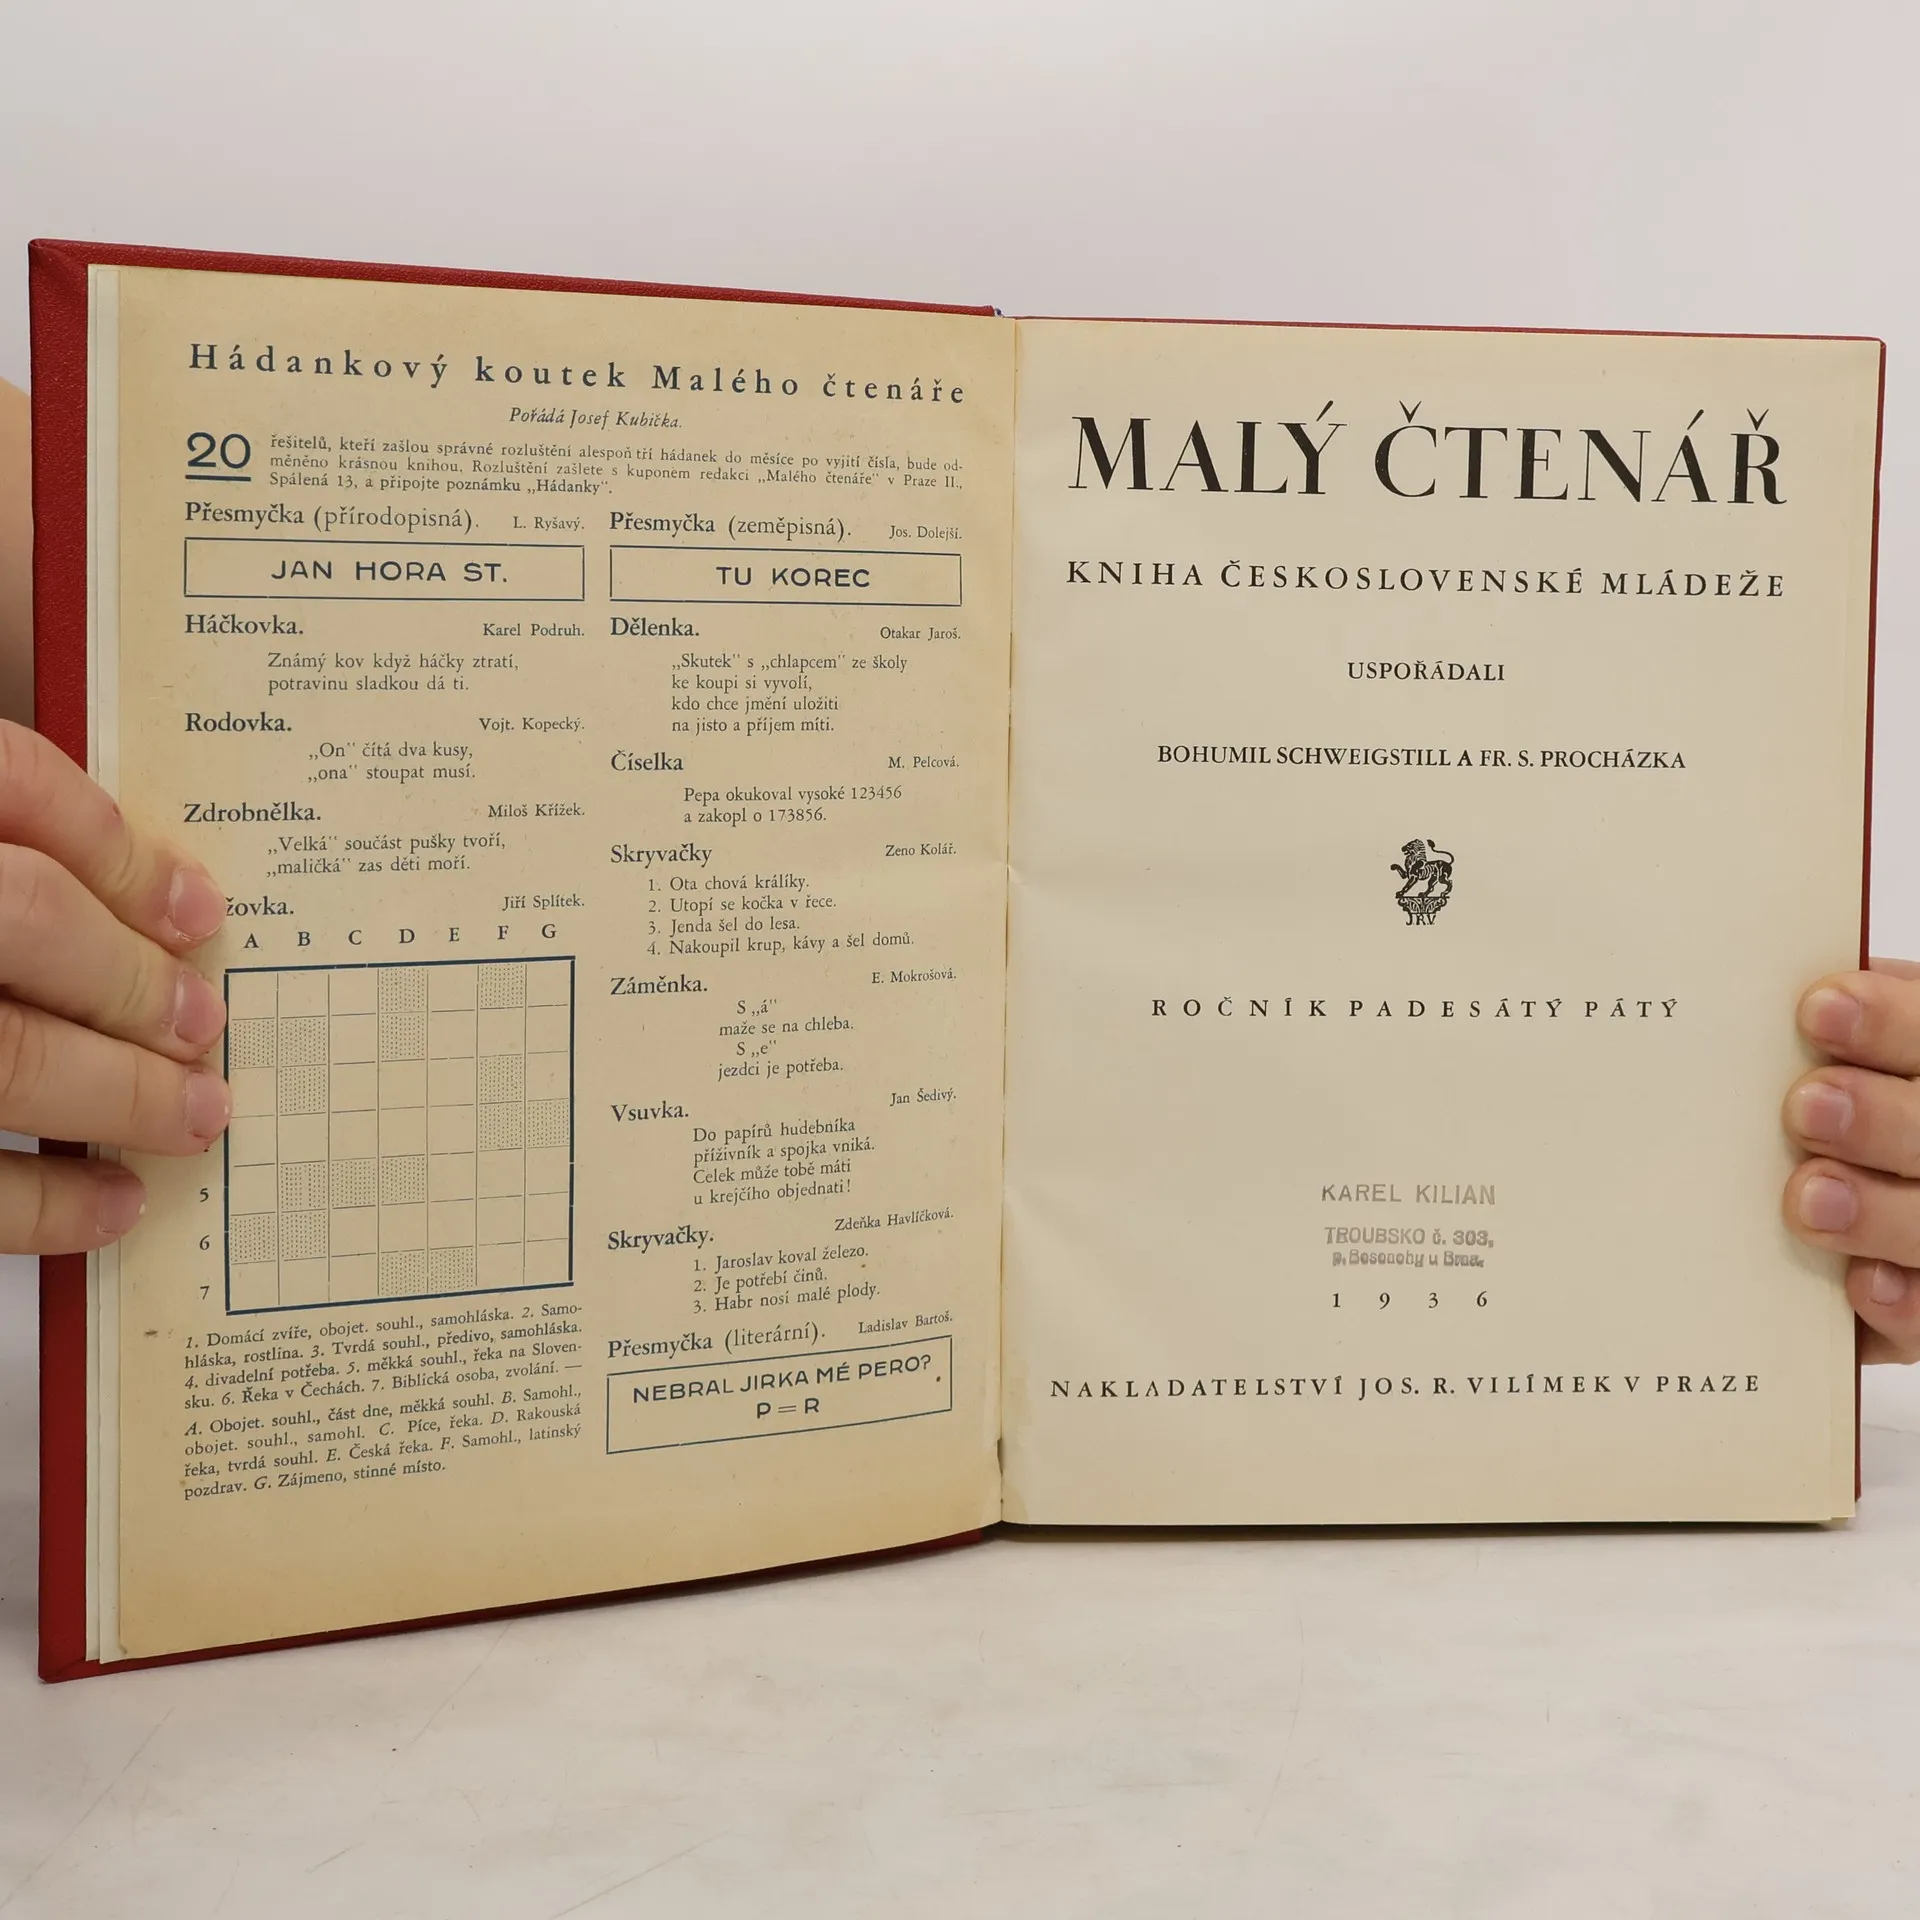 Hádankový koutek Malého čtenáře
Pořádá Josef Kubička.
20 řešitelů, kteří zašlou správné rozluštění alespoň tří hádanek do měsíce po vyjití čísla, bude od-
měněno krásnou knihou. Rozluštění zašlete s kuponem redakci „Malého čtenáře" v Praze II.,
Spálená 13, a připojte poznámku „Hádanky".
Přesmyčka (přírodopisná). L. Ryšavý.
JAN HORA ST.
Háčkovka. Karel Podruh.
Známý kov když háčky ztratí,
potravinu sladkou dá ti.
Rodovka. Vojt. Kopecký.
„On" čítá dva kusy,
„ona" stoupat musí.
Zdrobnělka. Miloš Křížek.
„Velká" součást pušky tvoří,
„maličká" zas děti moří.
žovka. Jiří Splítek.
A B C D E F G
5
6
7
1. Domácí zvíře, obojet. souhl., samohláska. 2. Samo-
hláska, rostlina. 3. Tvrdá souhl., předivo, samohláska.
4. divadelní potřeba. 5. měkká souhl., řeka na Sloven-
sku. 6. Řeka v Čechách. 7. Biblická osoba, zvolání. —
A. Obojet. souhl., část dne, měkká souhl. B. Samohl.,
obojet. souhl., samohl. C. Píce, řeka. D. Rakouská
řeka, tvrdá souhl. E. Česká řeka. F. Samohl., latinský
pozdrav. G. Zájmeno, stinné místo.
Přesmyčka (zeměpisná). Jos. Dolejší.
TU KOREC
Dělenka. Otakar Jaroš.
„Skutek" s „chlapcem" ze školy
ke koupi si vyvolí,
kdo chce jmění uložiti
na jisto a příjem míti.
Číselka M. Pelcová.
Pepa okukoval vysoké 123456
a zakopl o 173856.
Skryvačky Zeno Kolář.
1. Ota chová králíky.
2. Utopí se kočka v řece.
3. Jenda šel do lesa.
4. Nakoupil krup, kávy a šel domů.
Záměnka. E. Mokrošová.
S „á"
maže se na chleba.
S „e"
jezdci je potřeba.
Vsuvka. Jan Šedivý.
Do papírů hudebníka
příživník a spojka vniká.
Celek může tobě máti
u krejčího objednati!
Skryvačky. Zdeňka Havlíčková.
1. Jaroslav koval železo.
2. Je potřebí činů.
3. Habr nosí malé plody.
Přesmyčka (literární). Ladislav Bartoš.
NEBRAL JIRKA MÉ PERO?
P = R
MALÝ ČTENÁŘ
KNIHA ČESKOSLOVENSKÉ MLÁDEŽE
USPOŘÁDALI
BOHUMIL SCHWEIGSTILL A FR. S. PROCHÁZKA
JRV
ROČNÍK PADESÁTÝ PÁTÝ
KAREL KILIAN
TROUBSKO č. 303,
p. Bosonohy u Brna.
1936
NAKLADATELSTVÍ JOS. R. VILÍMEK V PRAZE